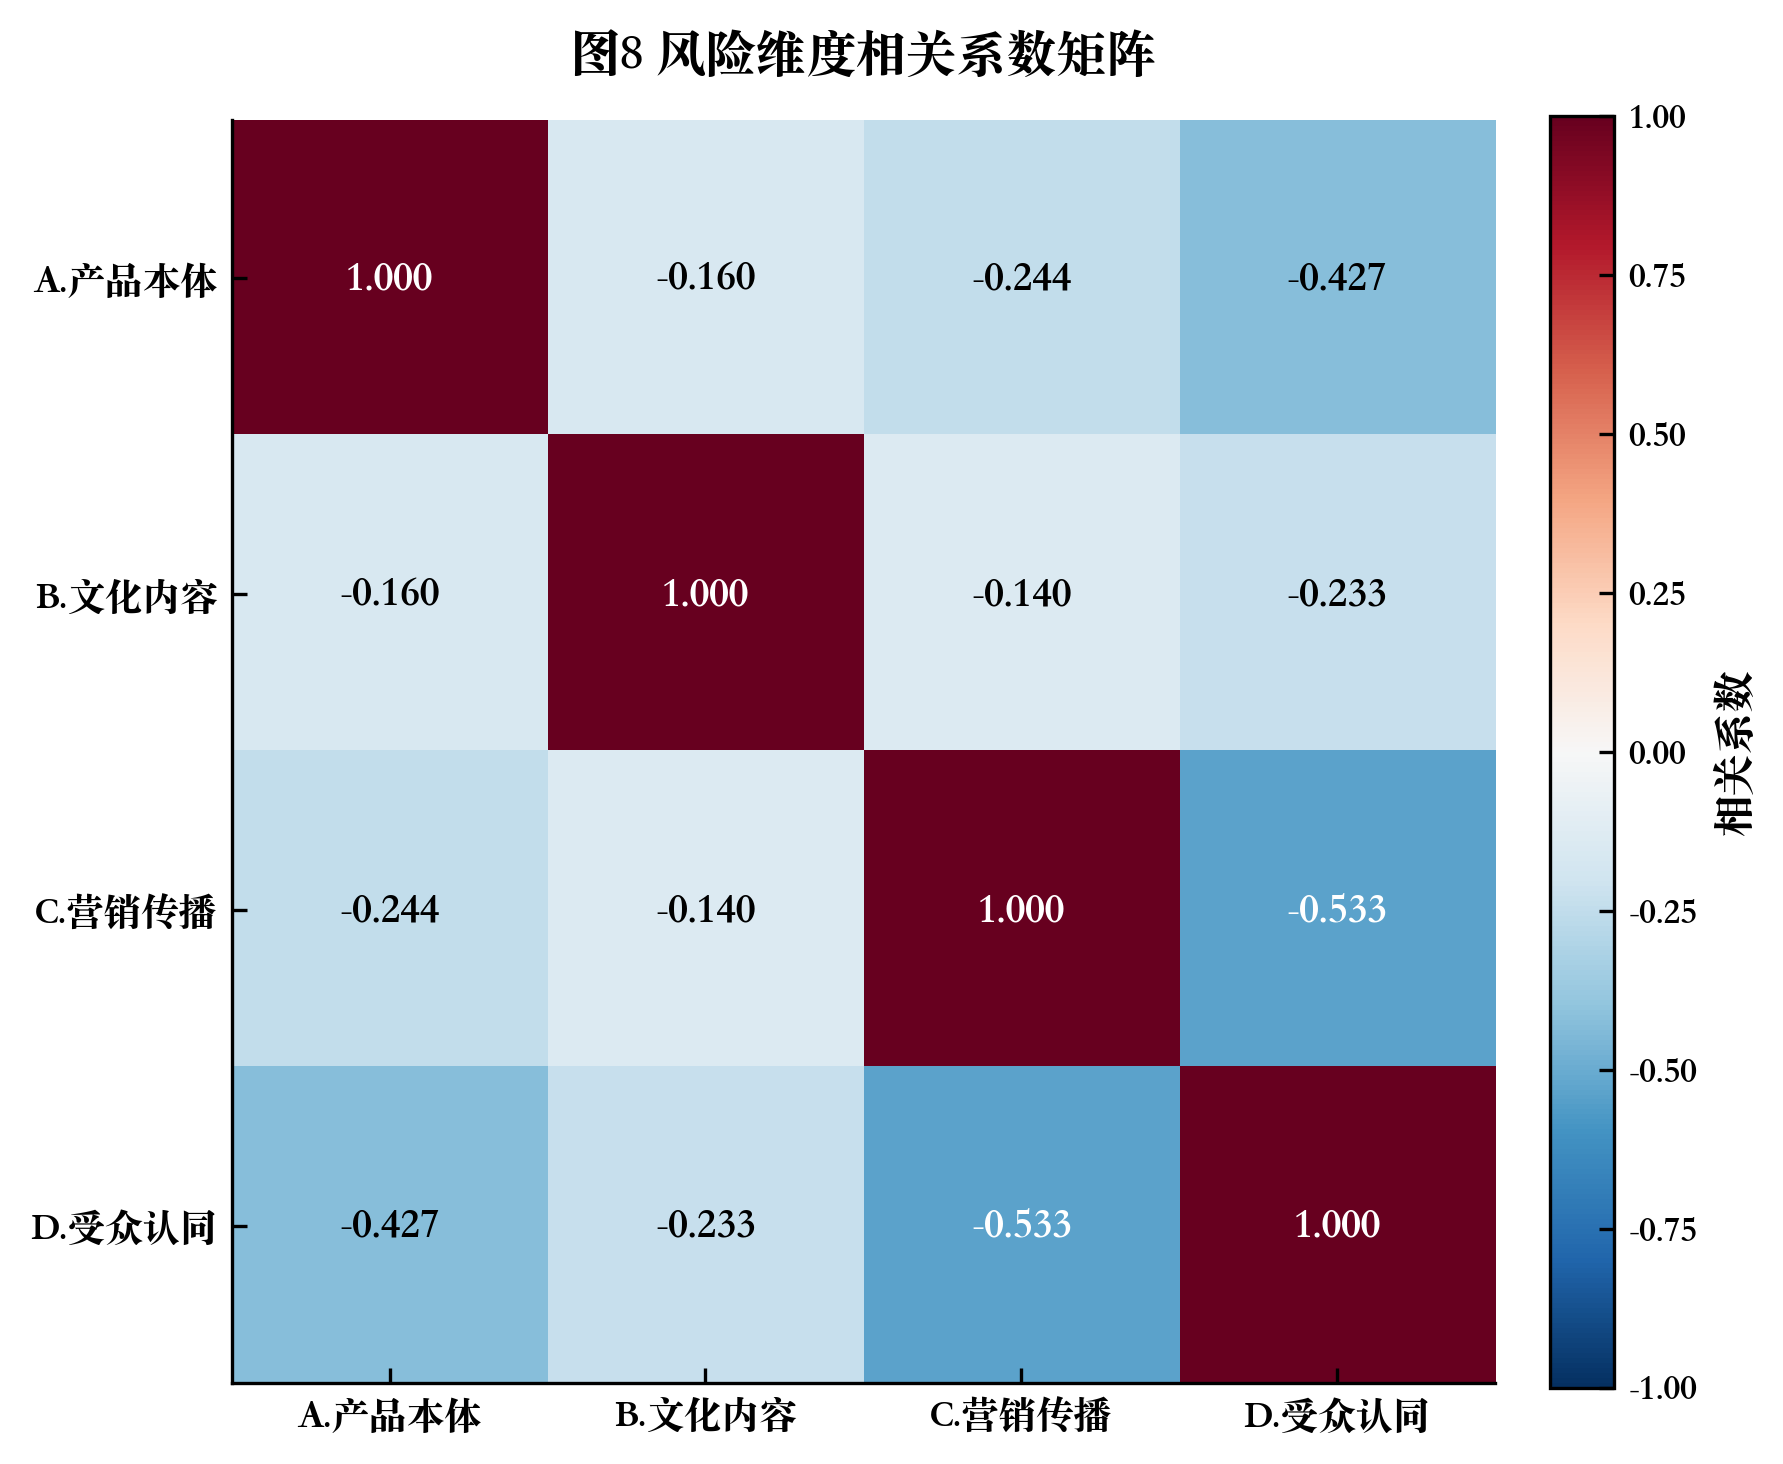 图8 风险维度相关系数矩阵
A.产品本体 1.000 -0.160 -0.244 -0.427
B.文化内容 -0.160 1.000 -0.140 -0.233
C.营销传播 -0.244 -0.140 1.000 -0.533
D.受众认同 -0.427 -0.233 -0.533 1.000
A.产品本体 B.文化内容 C.营销传播 D.受众认同
1.00
0.75
0.50
0.25
0.00
-0.25
-0.50
-0.75
-1.00
相关系数